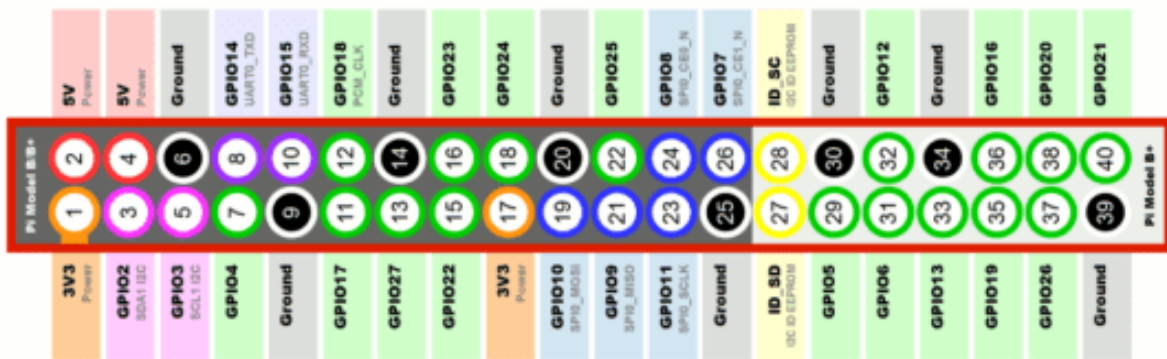 5V
Power
5V
Power
Ground
GPIO14
UART0_TXD
GPIO15
UART0_RXD
GPIO18
PCM_CLK
Ground
GPIO23
GPIO24
Ground
GPIO25
GPIO8
SPI0_CE0_N
GPIO7
SPI0_CE1_N
ID_SC
I2C ID EEPROM
Ground
GPIO12
Ground
GPIO16
GPIO20
GPIO21
Pi Model B/B+
2 4 6 8 10 12 14 16 18 20 22 24 26 28 30 32 34 36 38 40
1 3 5 7 9 11 13 15 17 19 21 23 25 27 29 31 33 35 37 39
Pi Model B+
3V3
Power
GPIO2
SDA1 I2C
GPIO3
SCL1 I2C
GPIO4
Ground
GPIO17
GPIO27
GPIO22
3V3
Power
GPIO10
SPI0_MOSI
GPIO9
SPI0_MISO
GPIO11
SPI0_SCLK
Ground
ID_SD
I2C ID EEPROM
GPIO5
GPIO6
GPIO13
GPIO19
GPIO26
Ground